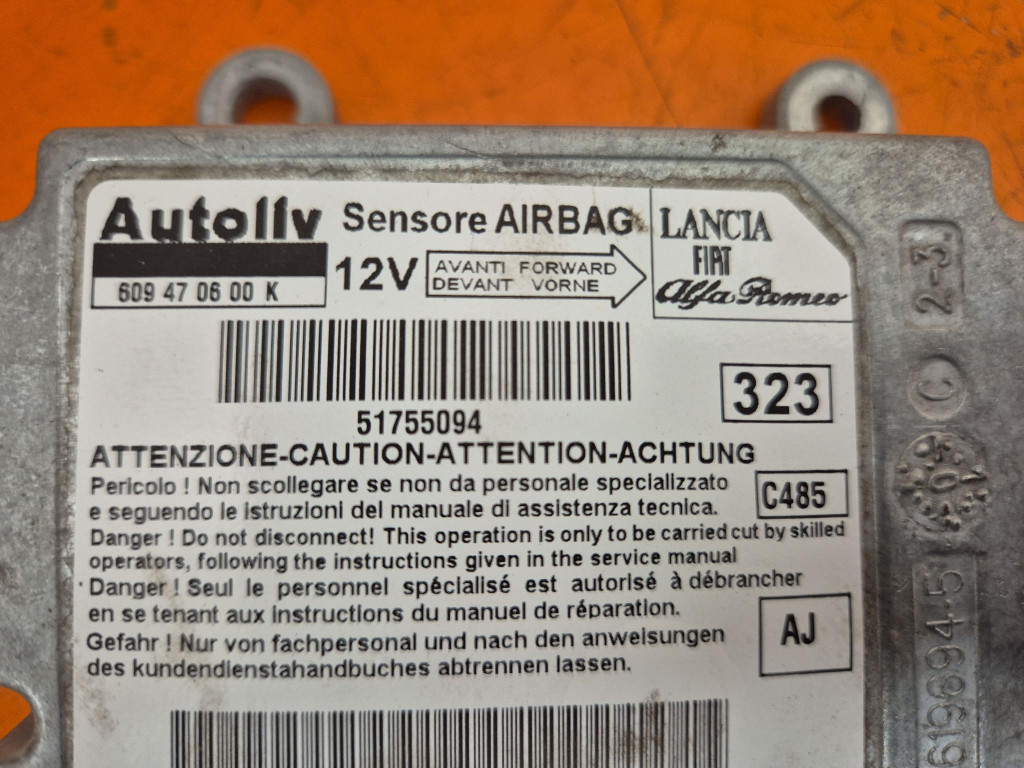 Autoliv
Sensore AIRBAG
LANCIA
FIAT
Alfa Romeo
609 47 06 00 K
12V
AVANTI FORWARD
DEVANT VORNE
51755094
323
ATTENZIONE-CAUTION-ATTENTION-ACHTUNG
Pericolo ! Non scollegare se non da personale specializzato
e seguendo le istruzioni del manuale di assistenza tecnica.
C485
Danger ! Do not disconnect! This operation is only to be carried cut by skilled
operators, following the instructions given in the service manual
Danger ! Seul le personnel spécialisé est autorisé à débrancher
en se tenant aux instructions du manuel de réparation.
AJ
Gefahr ! Nur von fachpersonal und nach den anweisungen
des kundendienstahandbuches abtrennen lassen.
2-3
C
6196994-5